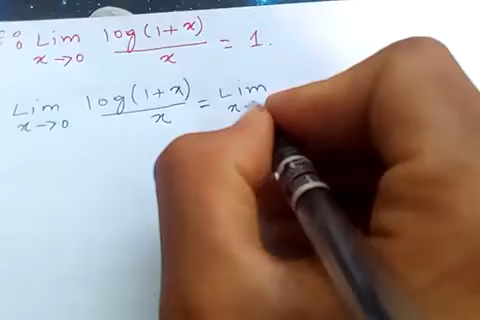 Lim log(1+x)/x = 1.
x→0
Lim log(1+x)/x = Lim
x→0 x